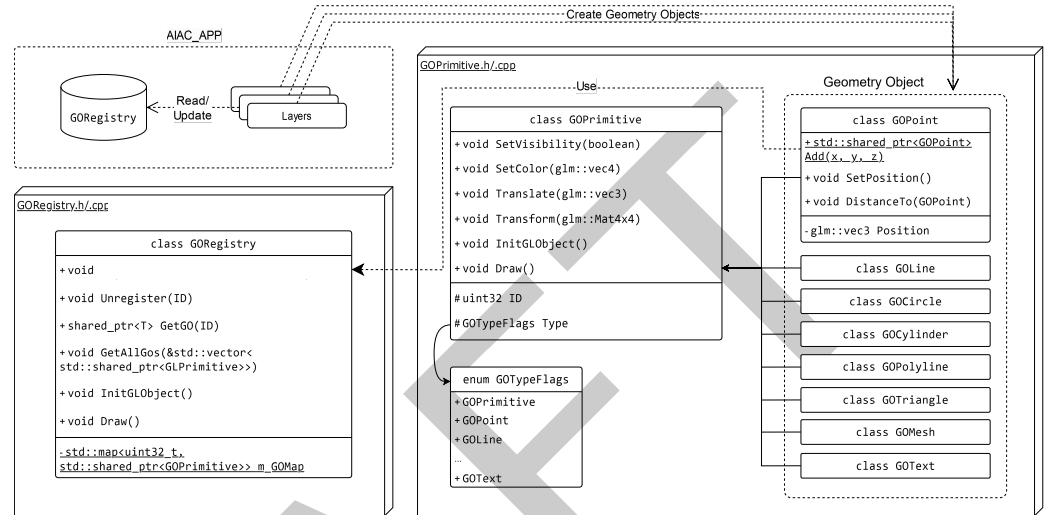 Create Geometry Objects
AIAC_APP
GORegistry
Read/
Update
Layers
GOPrimitive.h/.cpp
Use
Geometry Object
class GOPrimitive
+ void SetVisibility(boolean)
+ void SetColor(glm::vec4)
+ void Translate(glm::vec3)
+ void Transform(glm::Mat4x4)
+ void InitGLObject()
+ void Draw()
# uint32 ID
# GOTypeFlags Type
enum GOTypeFlags
+ GOPrimitive
+ GOPoint
+ GOLine
...
+ GOText
class GOPoint
+ std::shared_ptr<GOPoint>
Add(x, y, z)
+ void SetPosition()
+ void DistanceTo(GOPoint)
- glm::vec3 Position
class GOLine
class GOCircle
class GOCylinder
class GOPolyline
class GOTriangle
class GOMesh
class GOText
GORegistry.h/.cpp
class GORegistry
+ void
+ void Unregister(ID)
+ shared_ptr<T> GetGO(ID)
+ void GetAllGos(&std::vector<
std::shared_ptr<GLPrimitive>>)
+ void InitGLObject()
+ void Draw()
- std::map<uint32_t,
std::shared_ptr<GOPrimitive>> m_GOMap